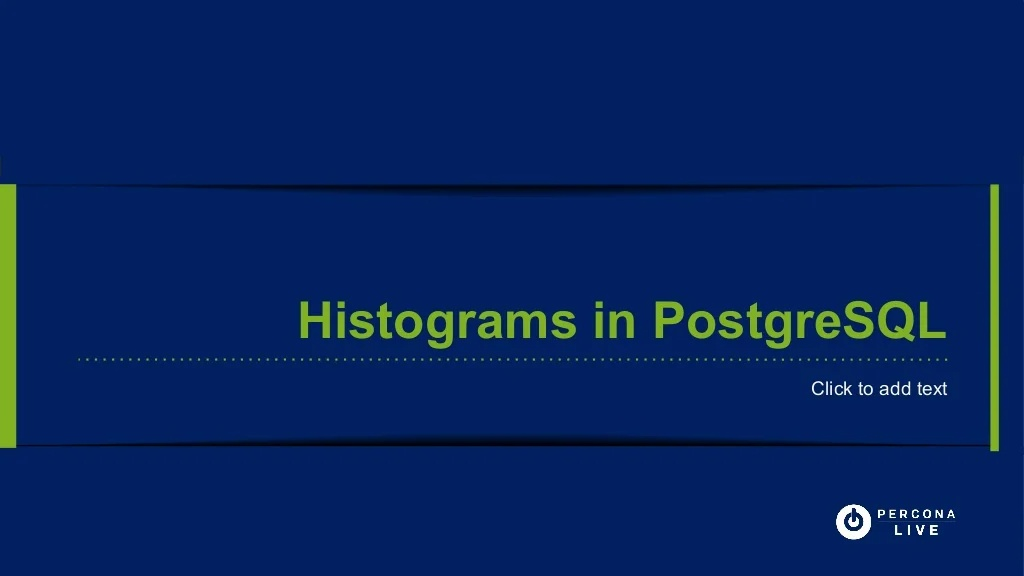 Histograms in PostgreSQL
Click to add text
PERCONA
LIVE